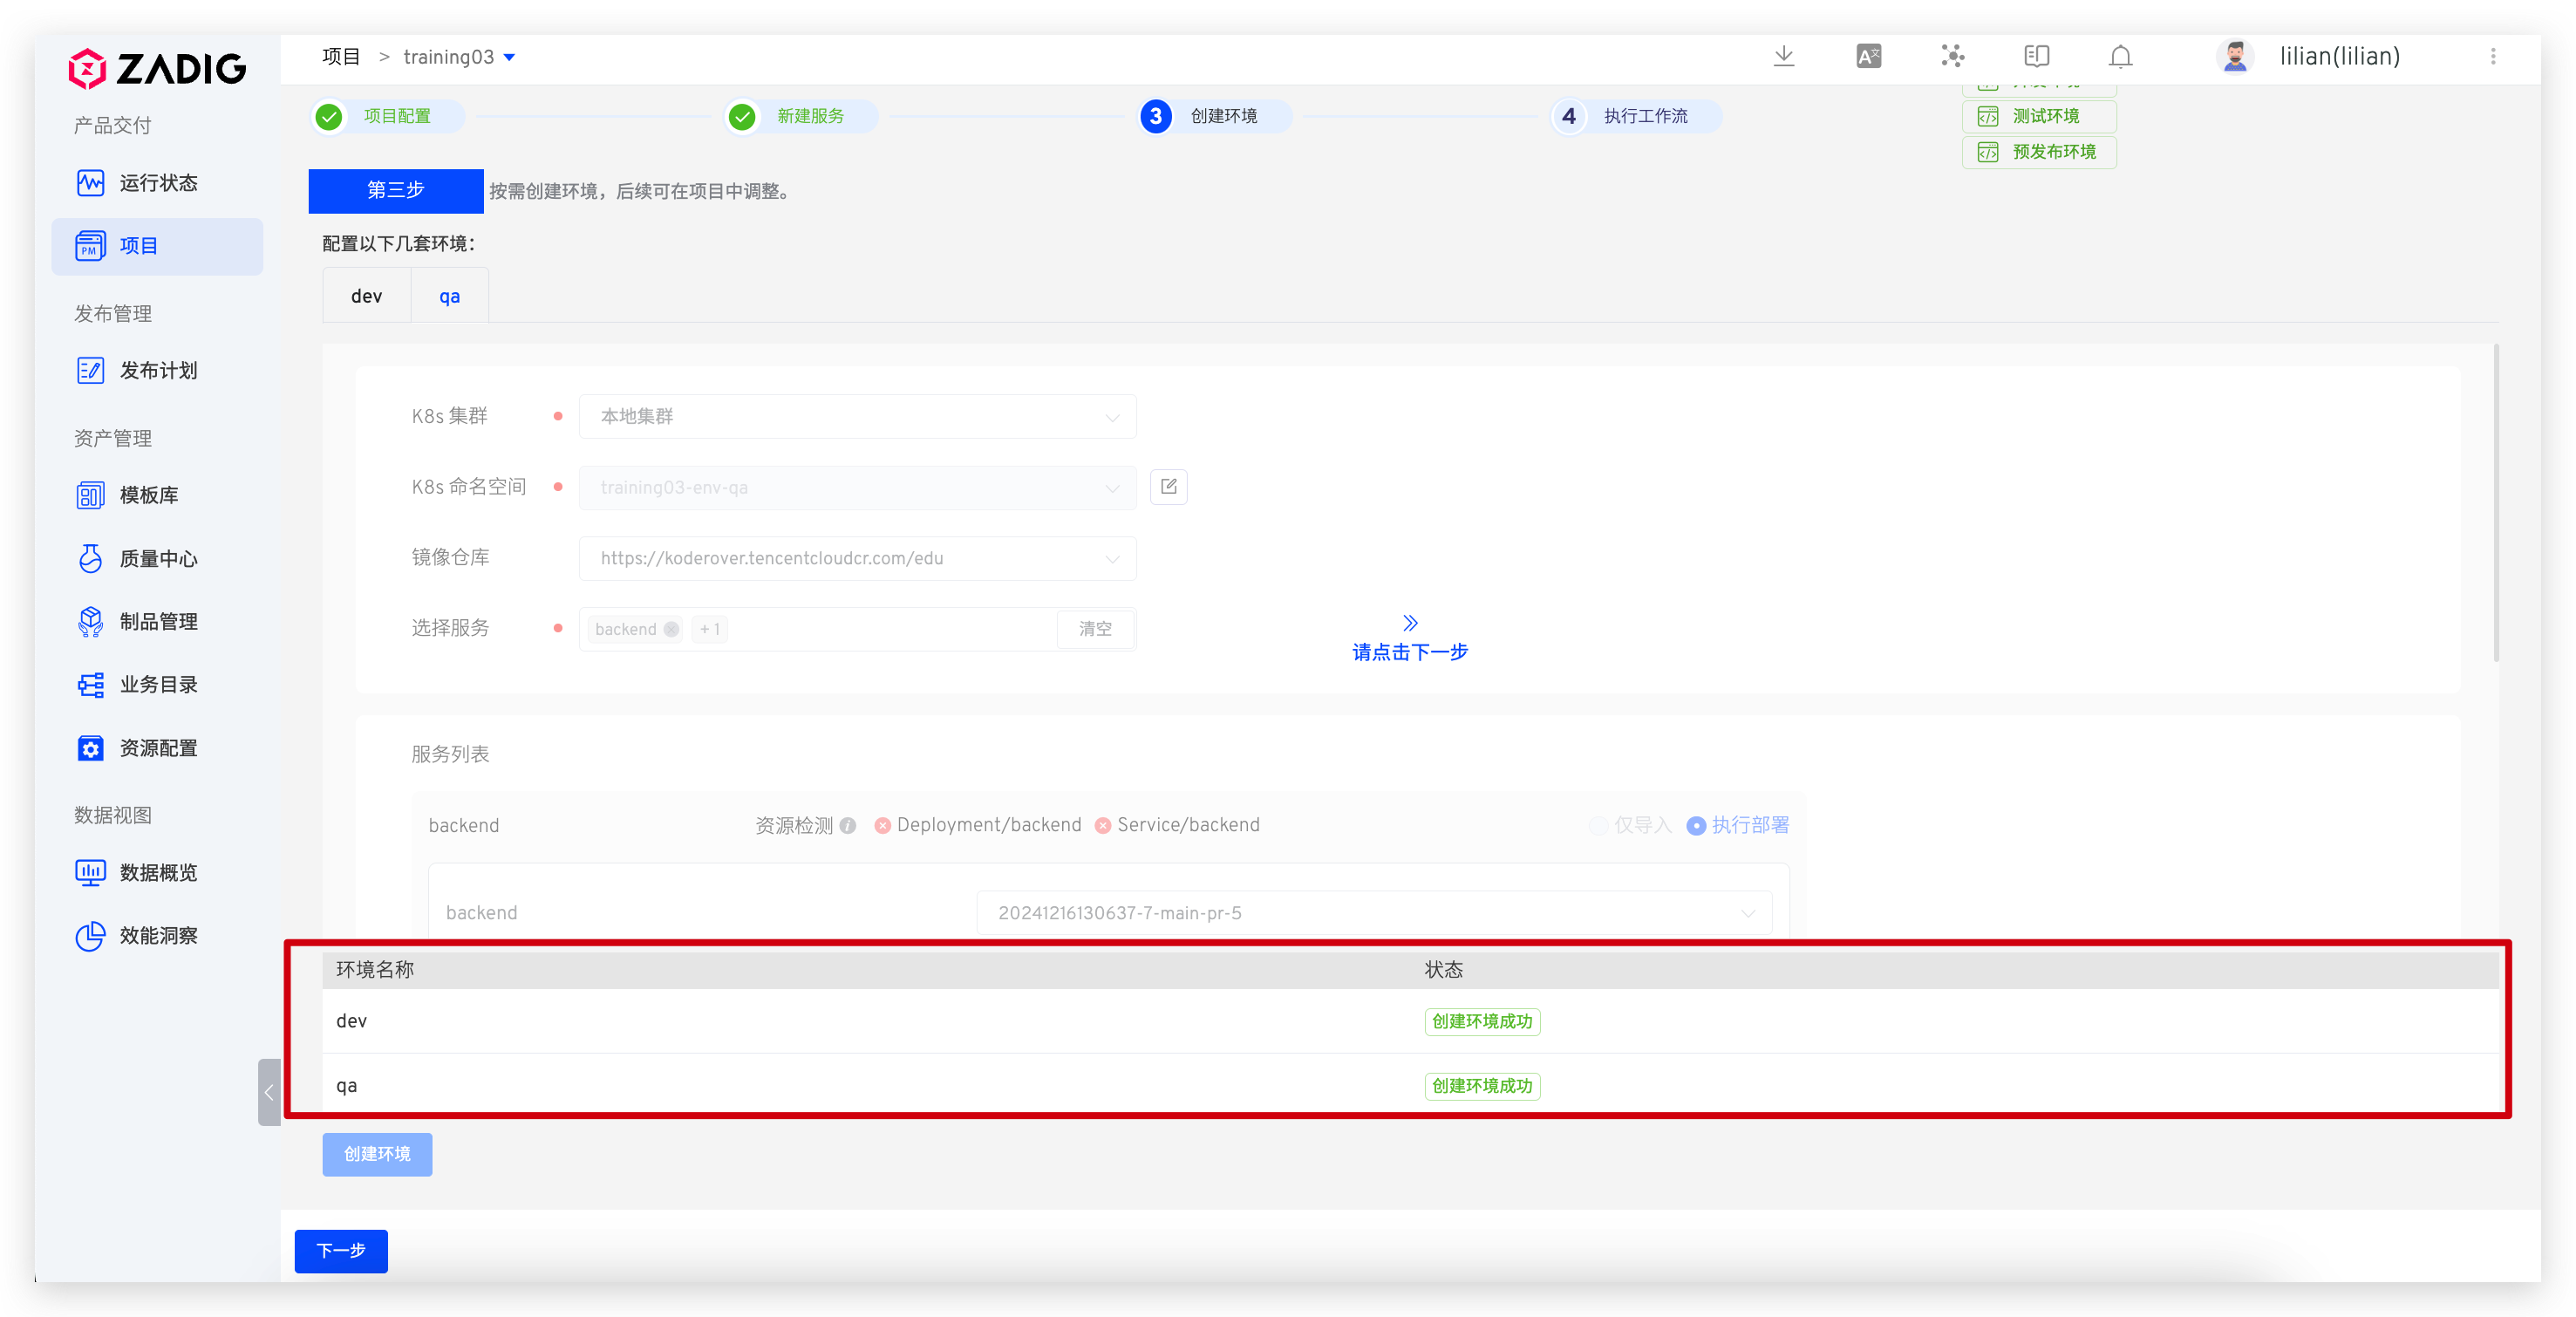 ZADIG
项目 > training03
lilian(lilian)
产品交付
运行状态
项目
发布管理
发布计划
资产管理
模板库
质量中心
制品管理
业务目录
资源配置
数据视图
数据概览
效能洞察
项目配置
新建服务
3 创建环境
4 执行工作流
测试环境
预发布环境
第三步 按需创建环境，后续可在项目中调整。
配置以下几套环境：
dev qa
K8s 集群 本地集群
K8s 命名空间 training03-env-qa
镜像仓库 https://koderover.tencentcloudcr.com/edu
选择服务 backend + 1 清空
请点击下一步
服务列表
backend 资源检测 Deployment/backend Service/backend 仅导入 执行部署
backend 20241216130637-7-main-pr-5
环境名称 状态
dev 创建环境成功
qa 创建环境成功
创建环境
下一步